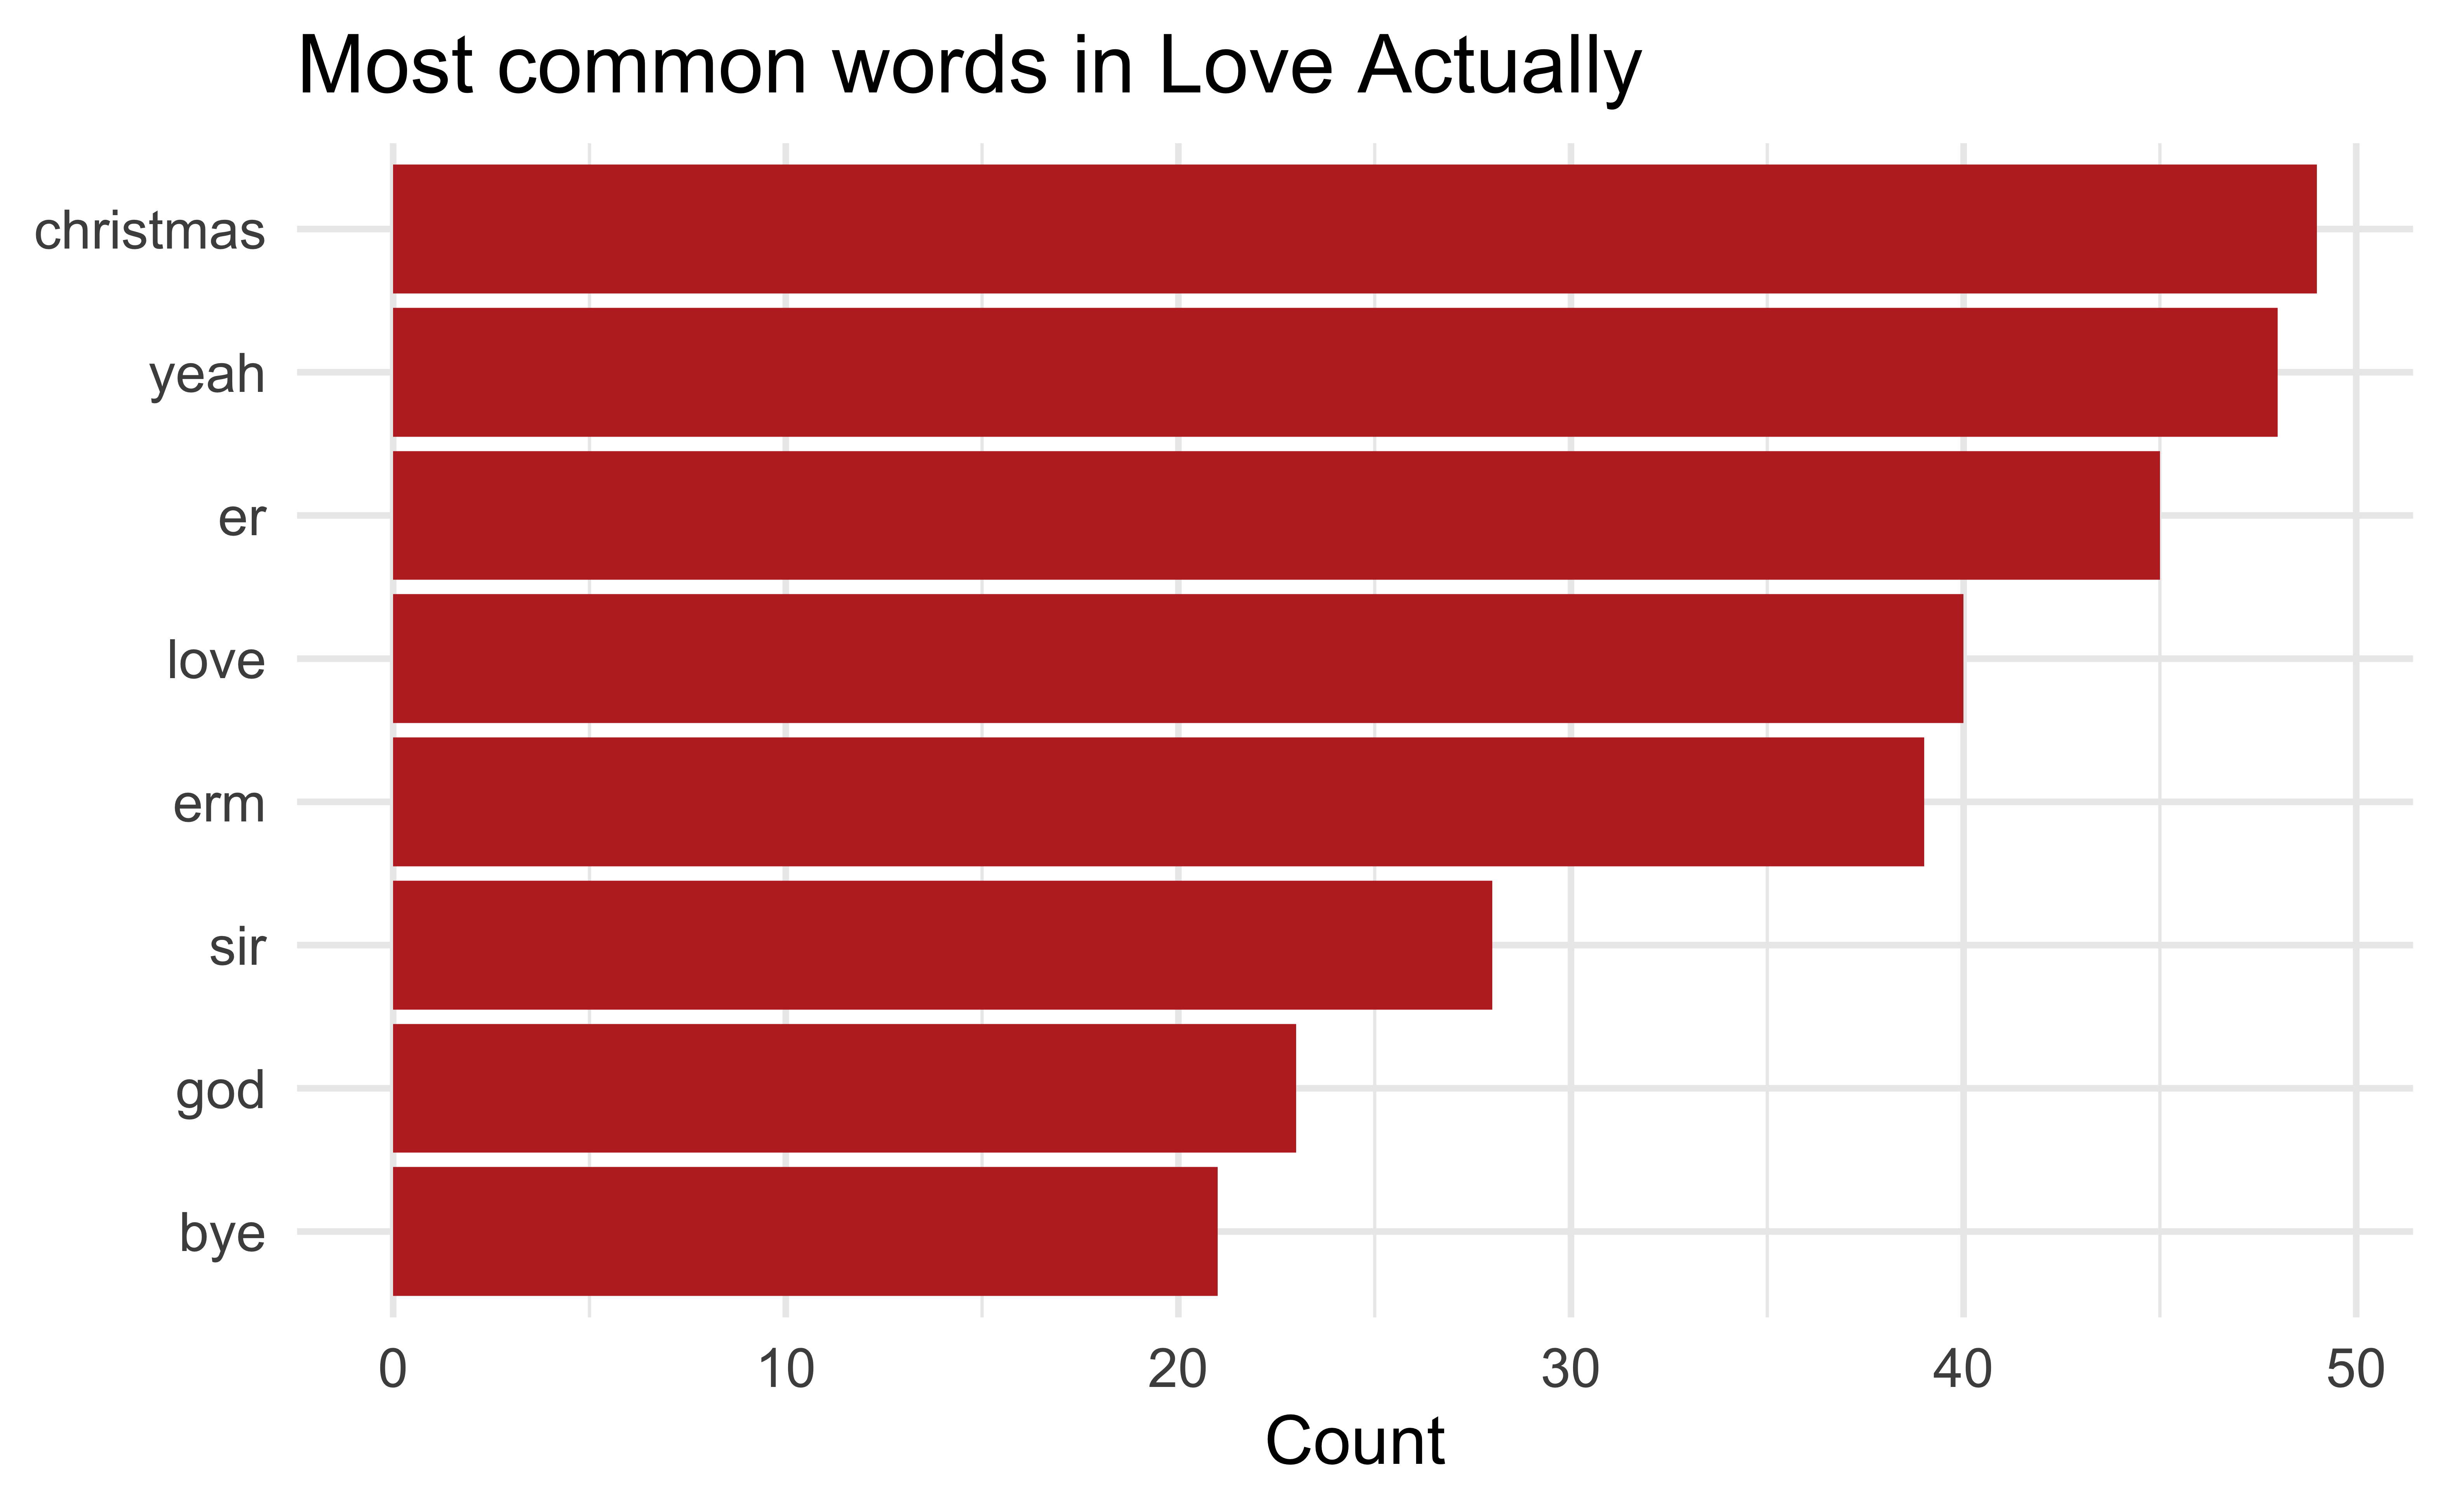 Most common words in Love Actually
christmas
yeah
er
love
erm
sir
god
bye
0 10 20 30 40 50
Count